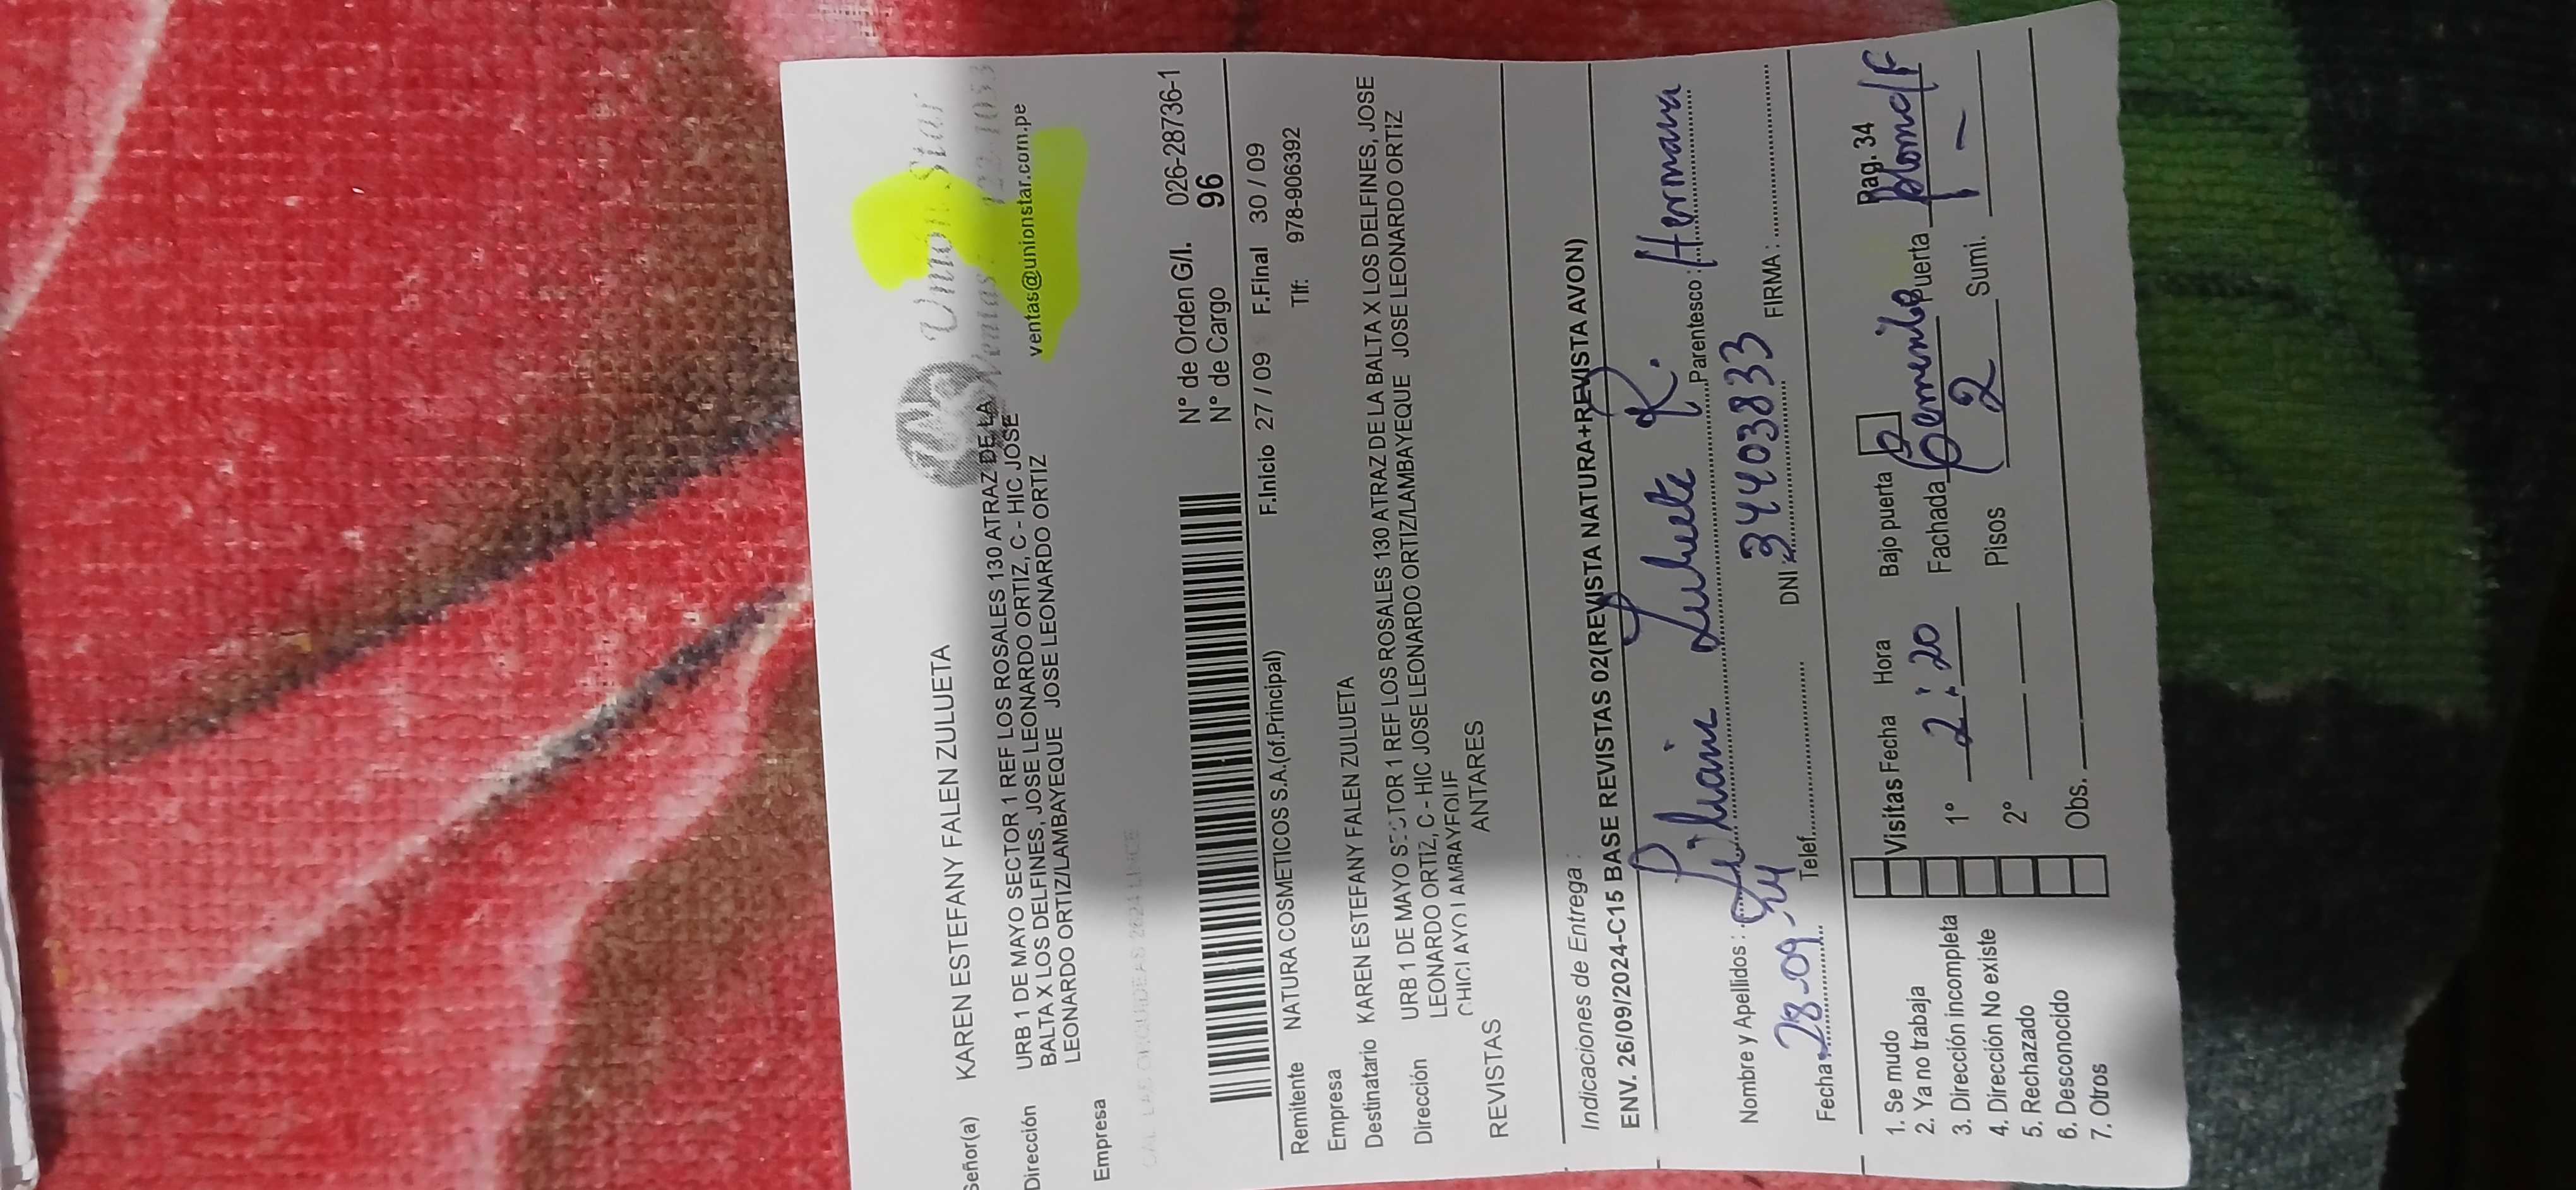 Union Star
Ventas:
ventas@unionstar.com.pe
Señor(a) KAREN ESTEFANY FALEN ZULUETA
Dirección URB 1 DE MAYO SECTOR 1 REF LOS ROSALES 130 ATRAZ DE LA
BALTA X LOS DELFINES, JOSE LEONARDO ORTIZ, C - HIC JOSE
LEONARDO ORTIZ/LAMBAYEQUE JOSE LEONARDO ORTIZ
Empresa
N° de Orden G/I. 026-28736-1
N° de Cargo 96
F.Inicio 27 / 09 F.Final 30 / 09
Remitente NATURA COSMETICOS S.A.(of.Principal) Tlf: 978-906392
Empresa
Destinatario KAREN ESTEFANY FALEN ZULUETA
Dirección URB 1 DE MAYO SECTOR 1 REF LOS ROSALES 130 ATRAZ DE LA BALTA X LOS DELFINES, JOSE
LEONARDO ORTIZ, C - HIC JOSE LEONARDO ORTIZ/LAMBAYEQUE JOSE LEONARDO ORTIZ
REVISTAS ANTARES
Indicaciones de Entrega :
ENV. 26/09/2024-C15 BASE REVISTAS 02(REVISTA NATURA+REVISTA AVON)
Nombre y Apellidos : R. Parentesco : Hermana
Fecha 28-09-24 Telef. DNI : 344038833 FIRMA :
1. Se mudo
2. Ya no trabaja
3. Dirección incompleta
4. Dirección No existe
5. Rechazado
6. Desconocido
7. Otros
Visitas Fecha Hora Bajo puerta Pag. 34
1° 2:20 Fachada Puerta
2° Pisos 2 Sumi. -
Obs.